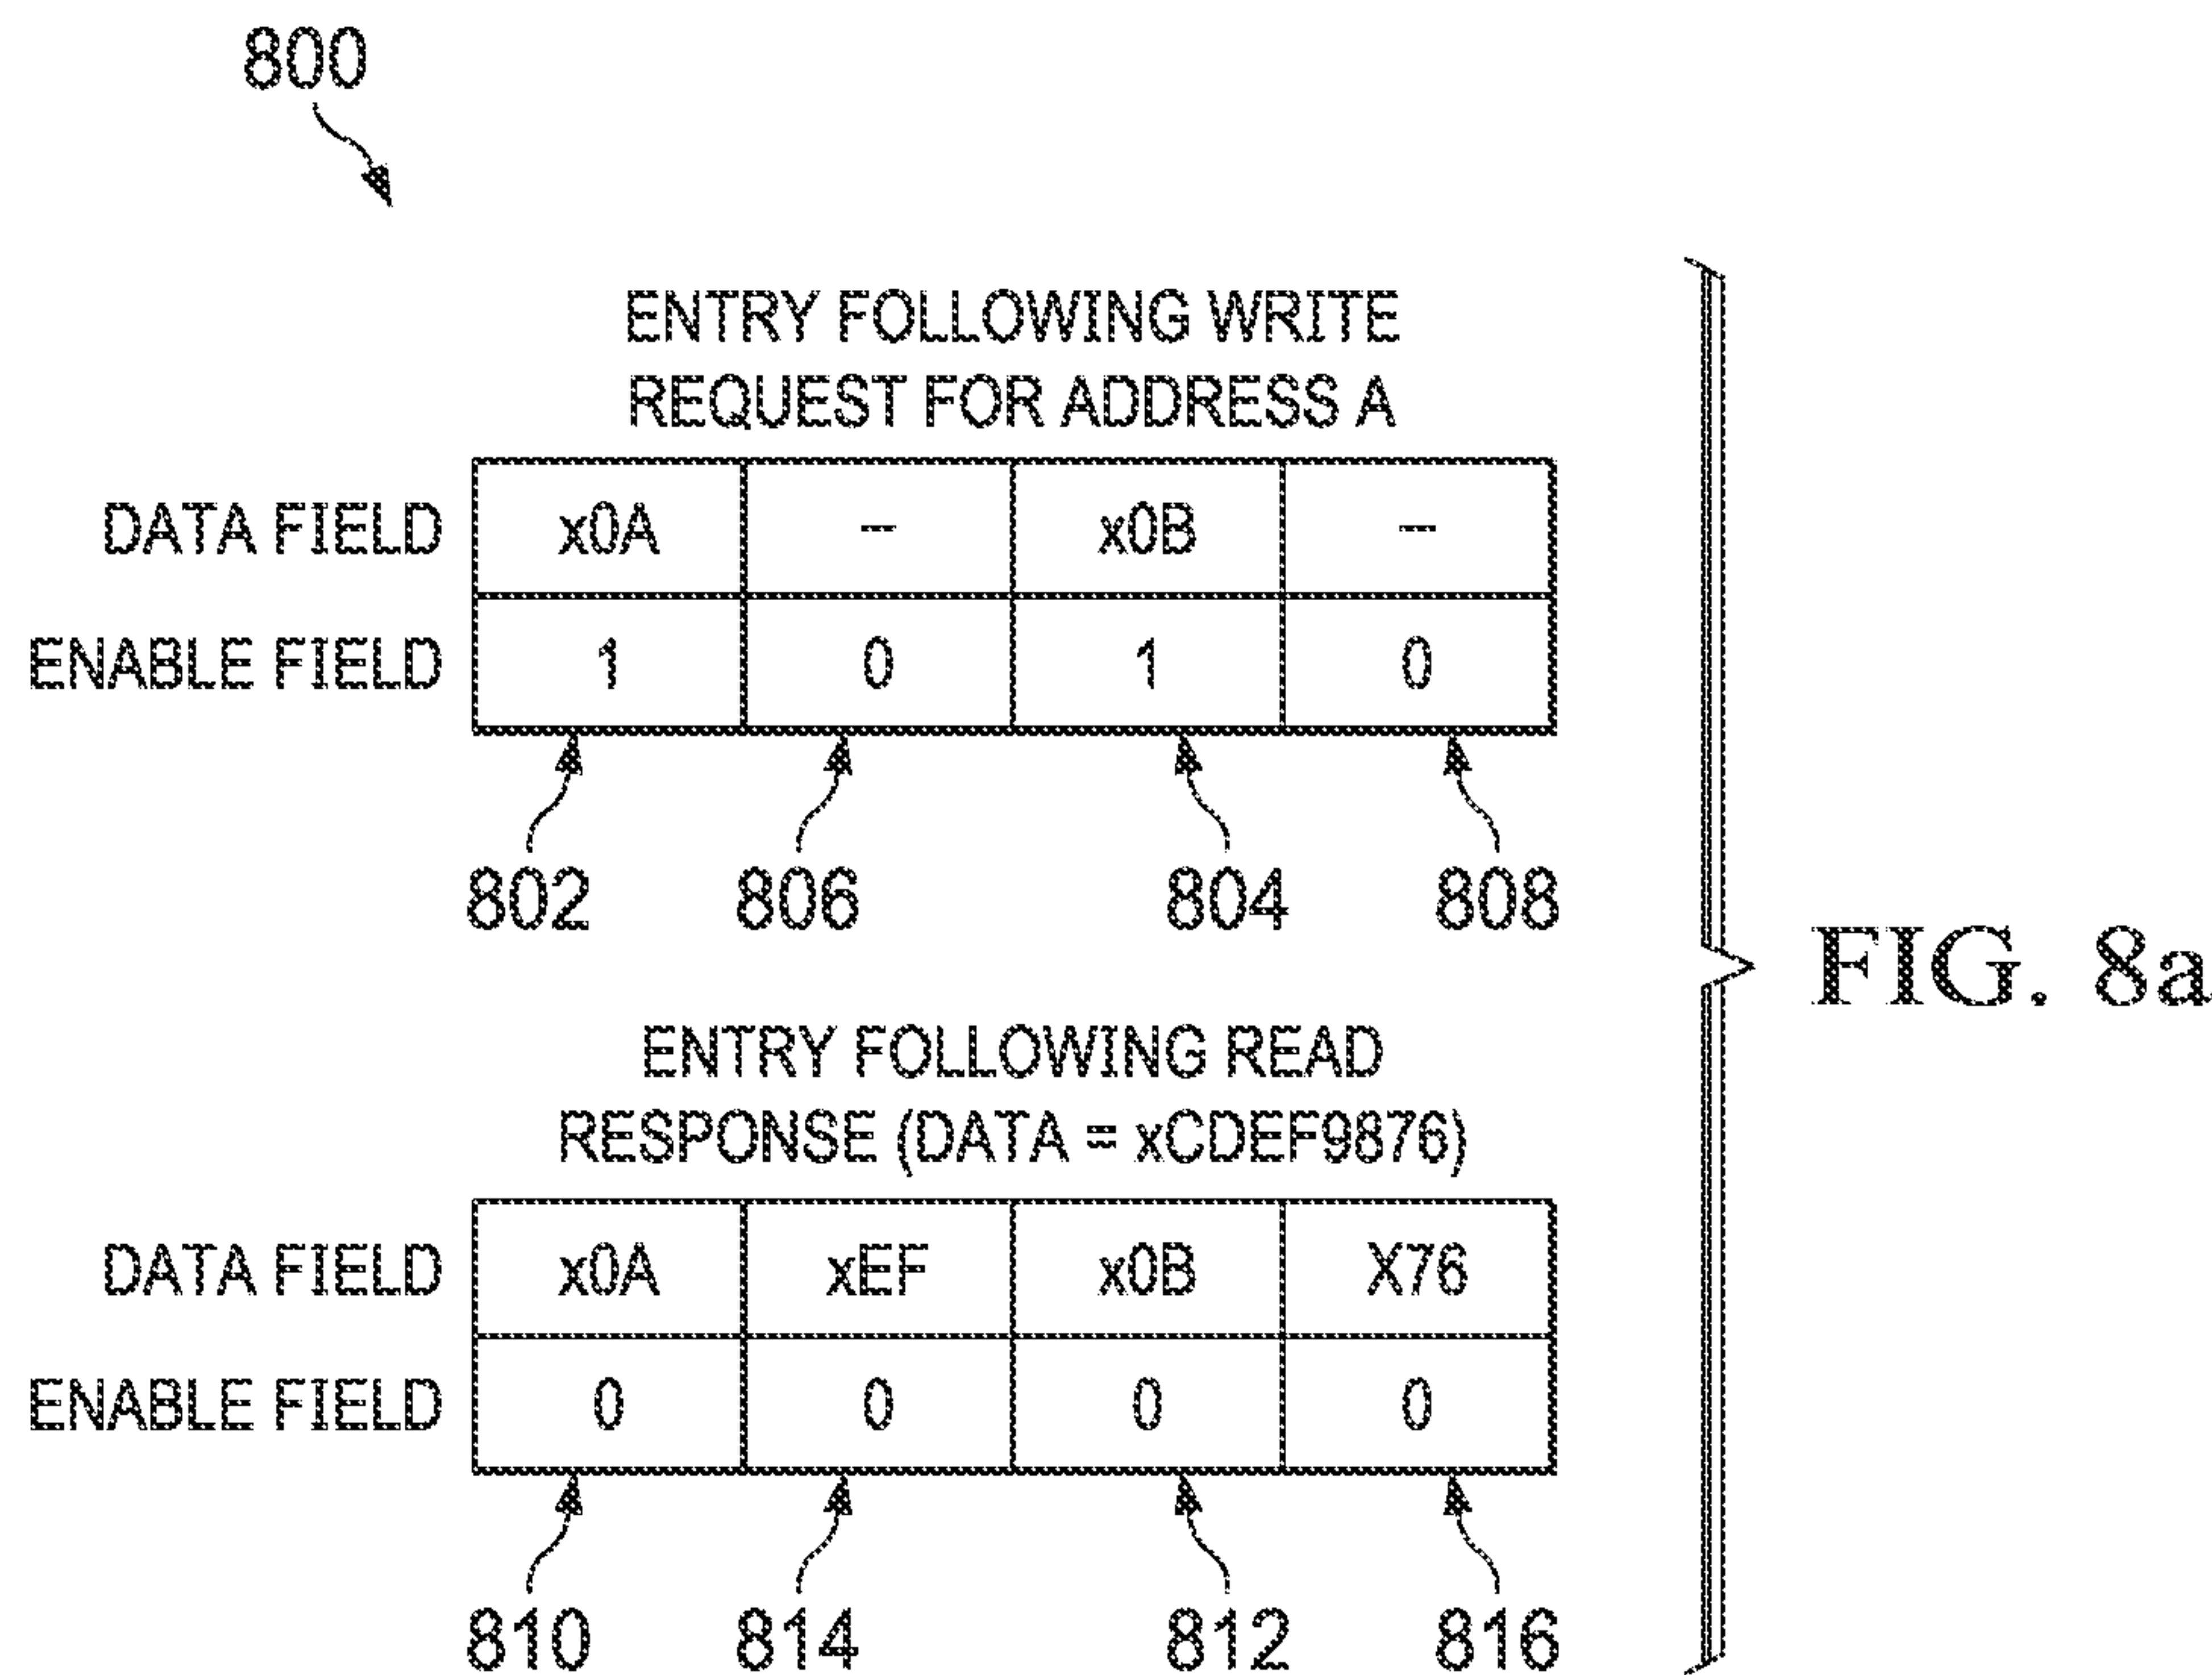 800
ENTRY FOLLOWING WRITE
REQUEST FOR ADDRESS A
DATA FIELD x0A -- x0B --
ENABLE FIELD 1 0 1 0
802 806 804 808
FIG. 8a
ENTRY FOLLOWING READ
RESPONSE (DATA = xCDEF9876)
DATA FIELD x0A xEF x0B X76
ENABLE FIELD 0 0 0 0
810 814 812 816